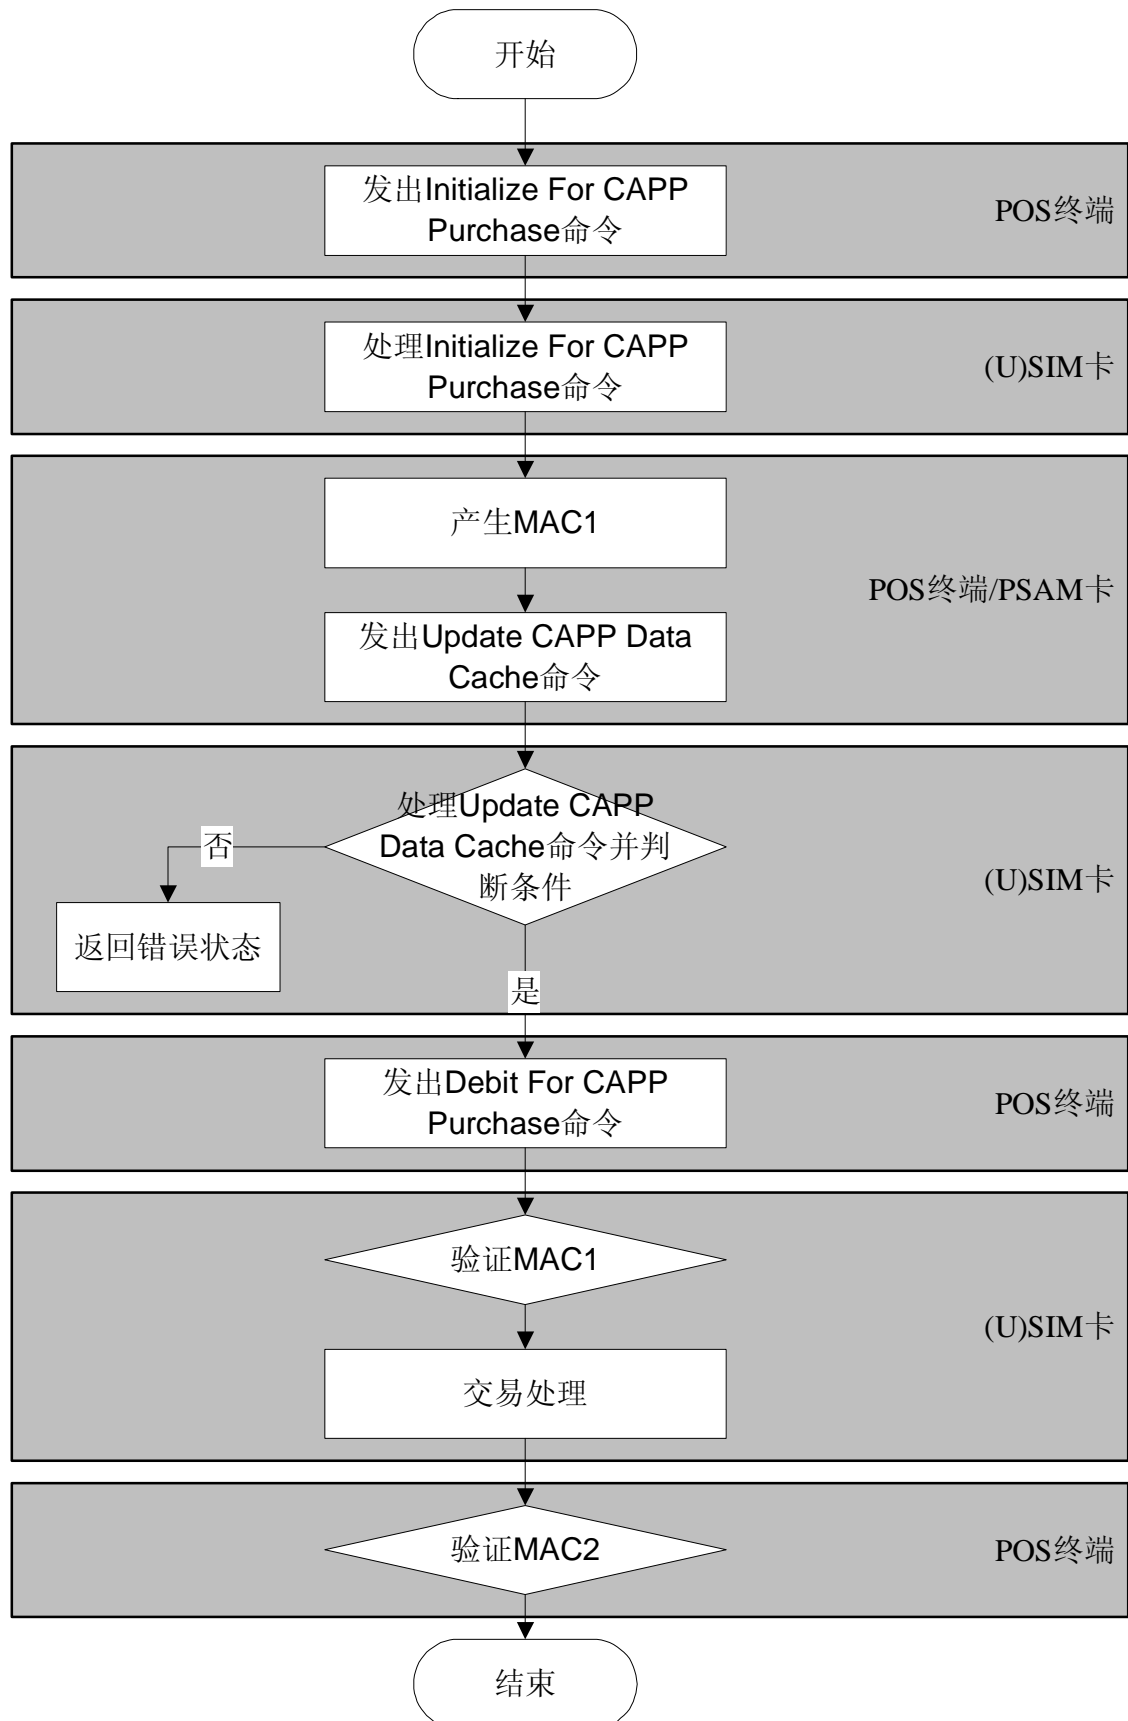 开始
发出Initialize For CAPP
Purchase命令
POS终端
处理Initialize For CAPP
Purchase命令
(U)SIM卡
产生MAC1
POS终端/PSAM卡
发出Update CAPP Data
Cache命令
处理Update CAPP
Data Cache命令并判
断条件
否
(U)SIM卡
返回错误状态
是
发出Debit For CAPP
Purchase命令
POS终端
验证MAC1
(U)SIM卡
交易处理
验证MAC2
POS终端
结束